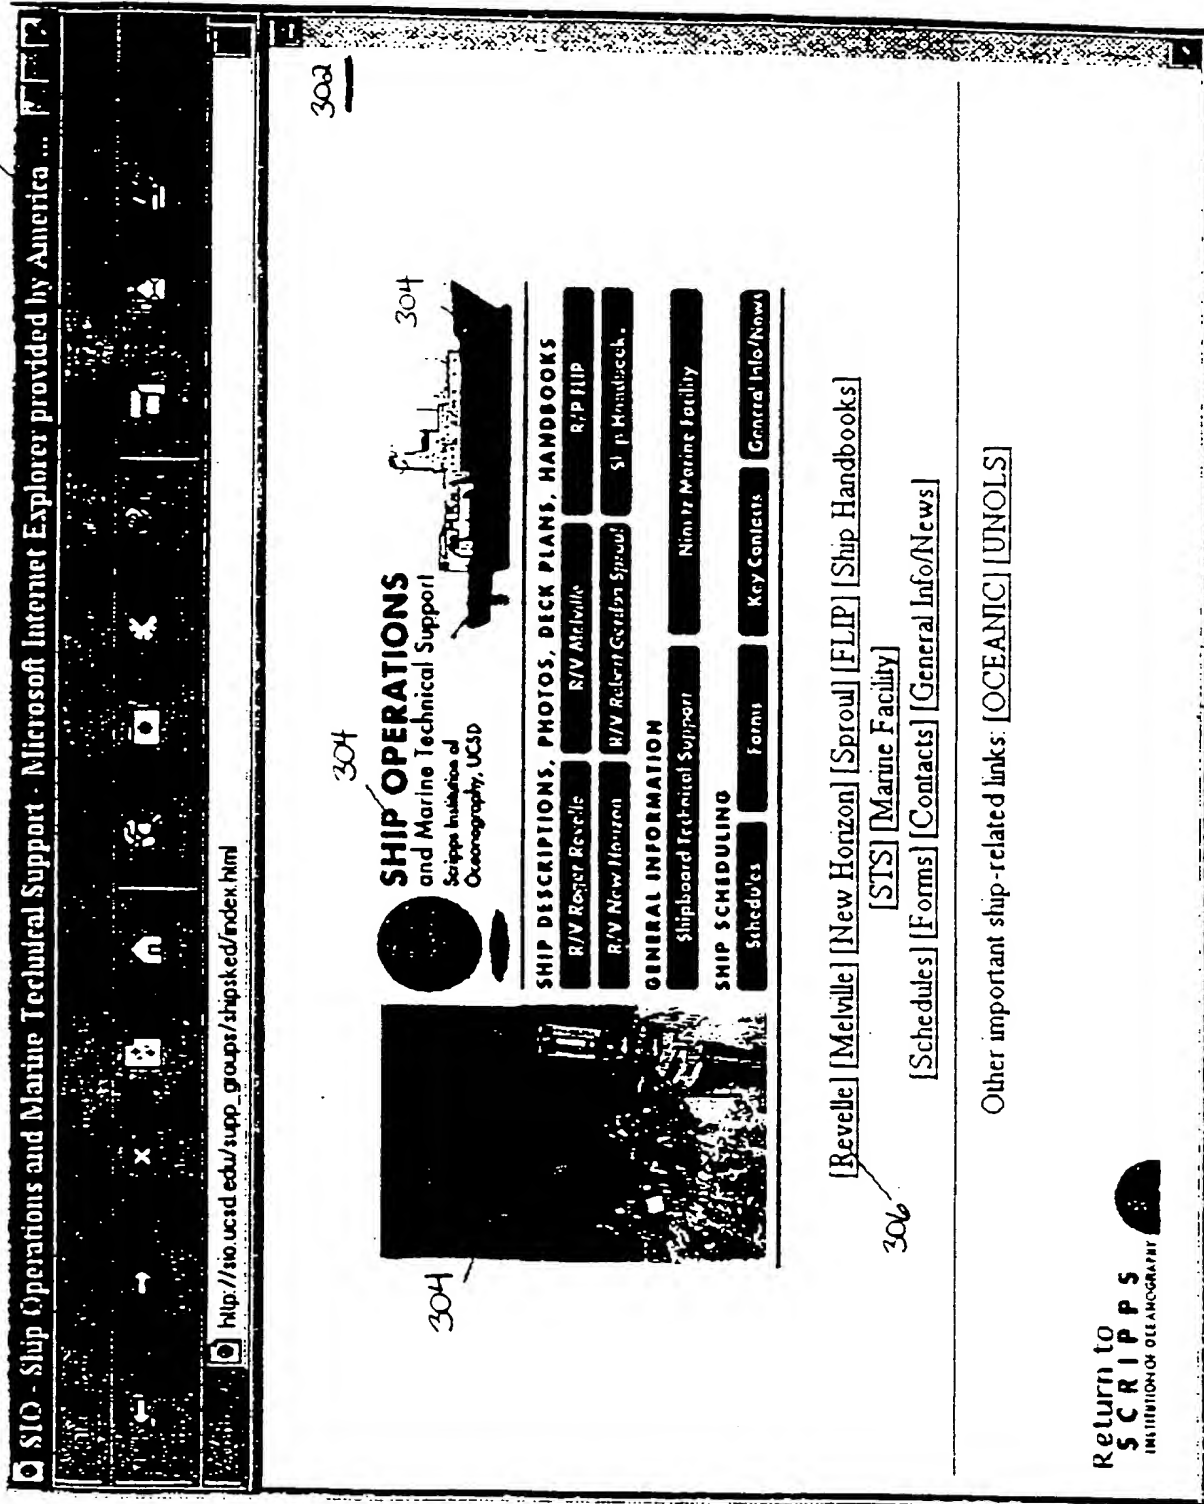 SIO - Ship Operations and Marine Technical Support - Microsoft Internet Explorer provided by America ...
http://sio.ucsd.edu/supp_groups/shipsked/index.html
302
304
304
304
SHIP OPERATIONS
and Marine Technical Support
Scripps Institution of
Oceanography, UCSD
SHIP DESCRIPTIONS, PHOTOS, DECK PLANS, HANDBOOKS
R/V Roger Revelle R/V Melville R/P FLIP
R/V New Horizon R/V Robert Gordon Sproul Ship Handbook.
GENERAL INFORMATION
Shipboard Technical Support Nimitz Marine Facility
SHIP SCHEDULING
Schedules Forms Key Contacts General Info/News
[Revelle] [Melville] [New Horizon] [Sproul] [FLIP] [Ship Handbooks]
[STS] [Marine Facility]
[Schedules] [Forms] [Contacts] [General Info/News]
306
Other important ship-related links: [OCEANIC] [UNOLS]
Return to
SCRIPPS
INSTITUTION OF OCEANOGRAPHY